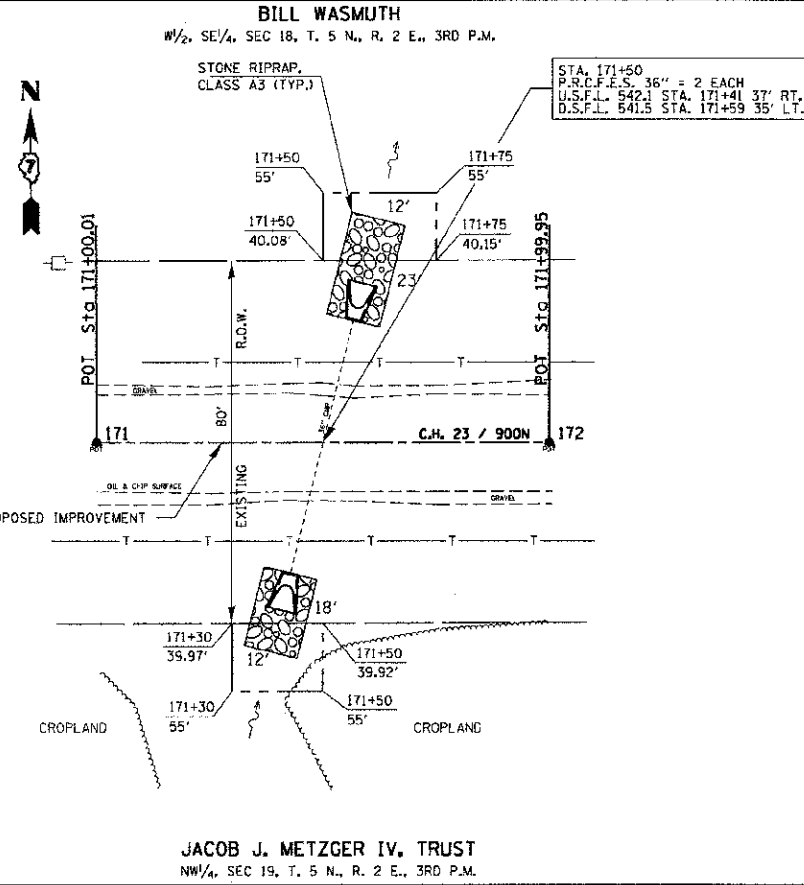 BILL WASMUTH
W1/2, SE1/4, SEC 18, T. 5 N., R. 2 E., 3RD P.M.
STONE RIPRAP,
CLASS A3 (TYP.)
STA. 171+50
P.R.C.F.E.S. 36" = 2 EACH
U.S.F.L. 542.1 STA. 171+41 37' RT.
D.S.F.L. 541.5 STA. 171+59 35' LT.
N
7
171+50
55'
171+75
55'
12'
171+50
40.08'
171+75
40.15'
POT Sta 171+00.01
POT Sta 171+99.95
23'
R.O.W.
T T T T T
GRAVEL
80'
36" CMP
171
C.H. 23 / 900N
172
POT
POT
OIL & CHIP SURFACE
GRAVEL
EXISTING
OPOSED IMPROVEMENT
T T T T T T
18'
171+30
39.97'
12'
171+50
39.92'
171+30
55'
171+50
55'
CROPLAND
CROPLAND
JACOB J. METZGER IV, TRUST
NW1/4, SEC 19, T. 5 N., R. 2 E., 3RD P.M.